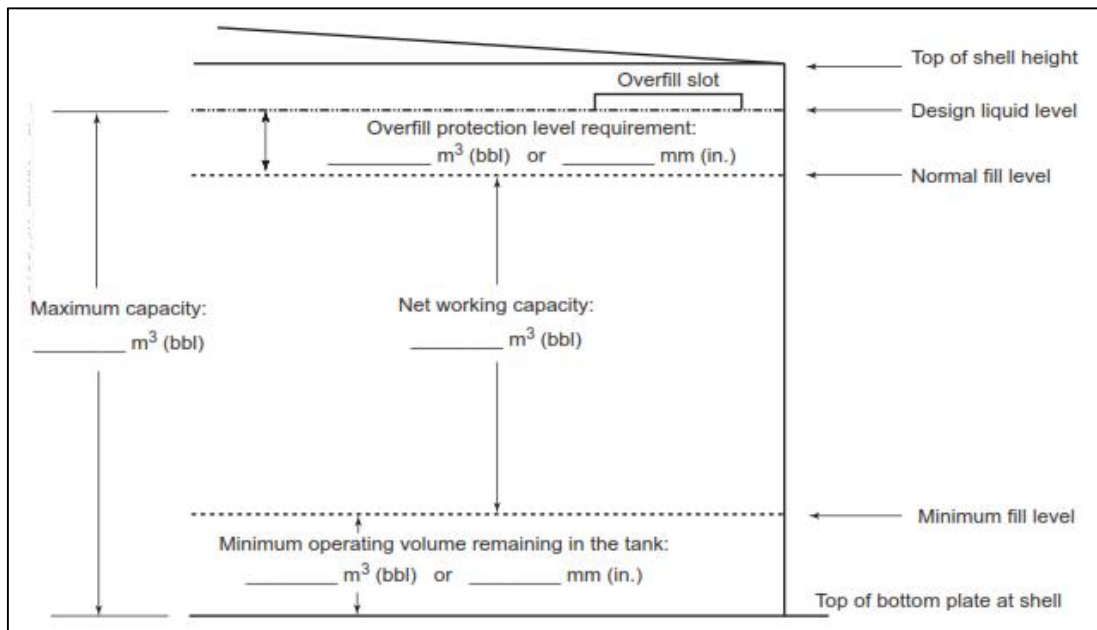 Top of shell height
Overfill slot
Design liquid level
Overfill protection level requirement:
_________ m³ (bbl) or _________ mm (in.)
Normal fill level
Maximum capacity:
_________ m³ (bbl)
Net working capacity:
_________ m³ (bbl)
Minimum fill level
Minimum operating volume remaining in the tank:
_________ m³ (bbl) or _________ mm (in.)
Top of bottom plate at shell